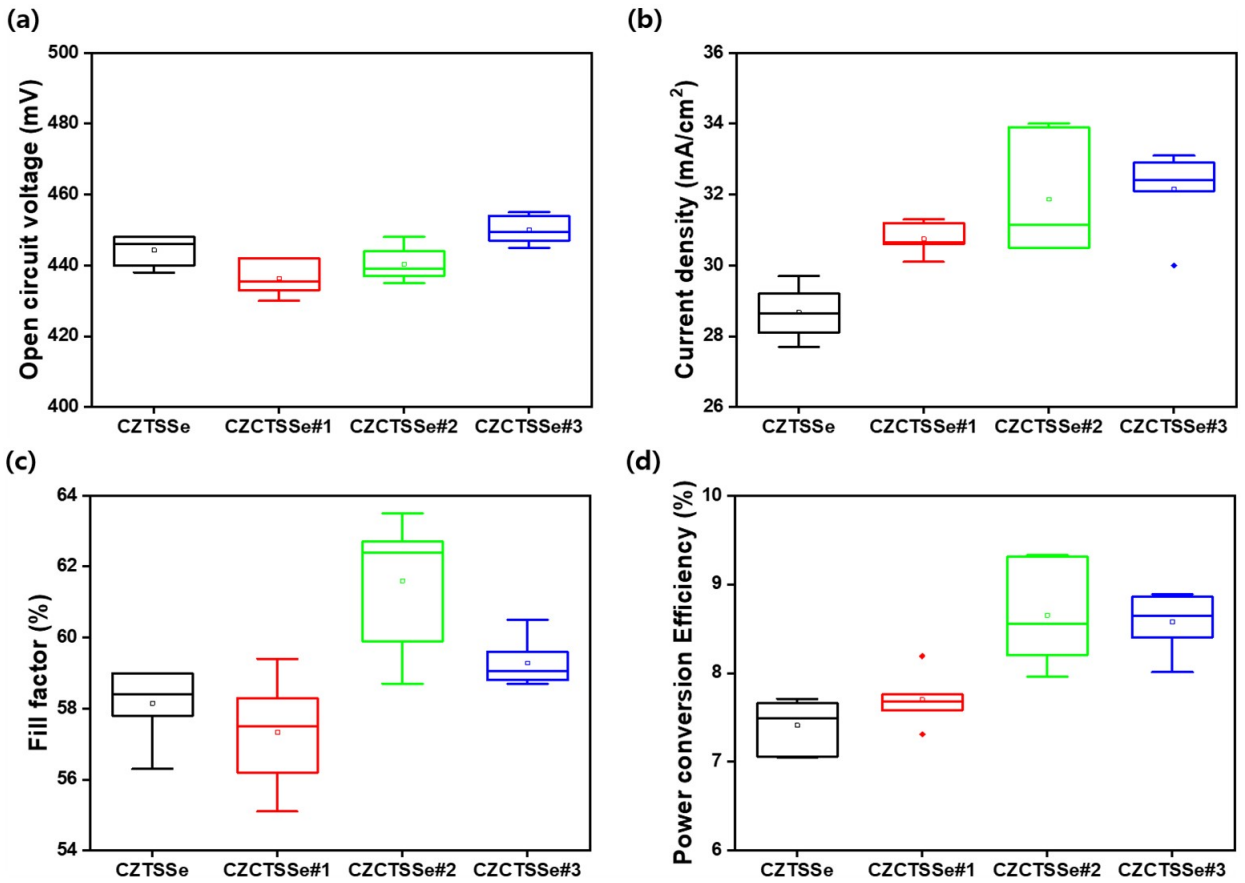 (a)
500
480
460
440
420
400
Open circuit voltage (mV)
CZTSSe CZCTSSe#1 CZCTSSe#2 CZCTSSe#3
(b)
36
34
32
30
28
26
Current density (mA/cm²)
CZTSSe CZCTSSe#1 CZCTSSe#2 CZCTSSe#3
(c)
64
62
60
58
56
54
Fill factor (%)
CZTSSe CZCTSSe#1 CZCTSSe#2 CZCTSSe#3
(d)
10
9
8
7
6
Power conversion Efficiency (%)
CZTSSe CZCTSSe#1 CZCTSSe#2 CZCTSSe#3